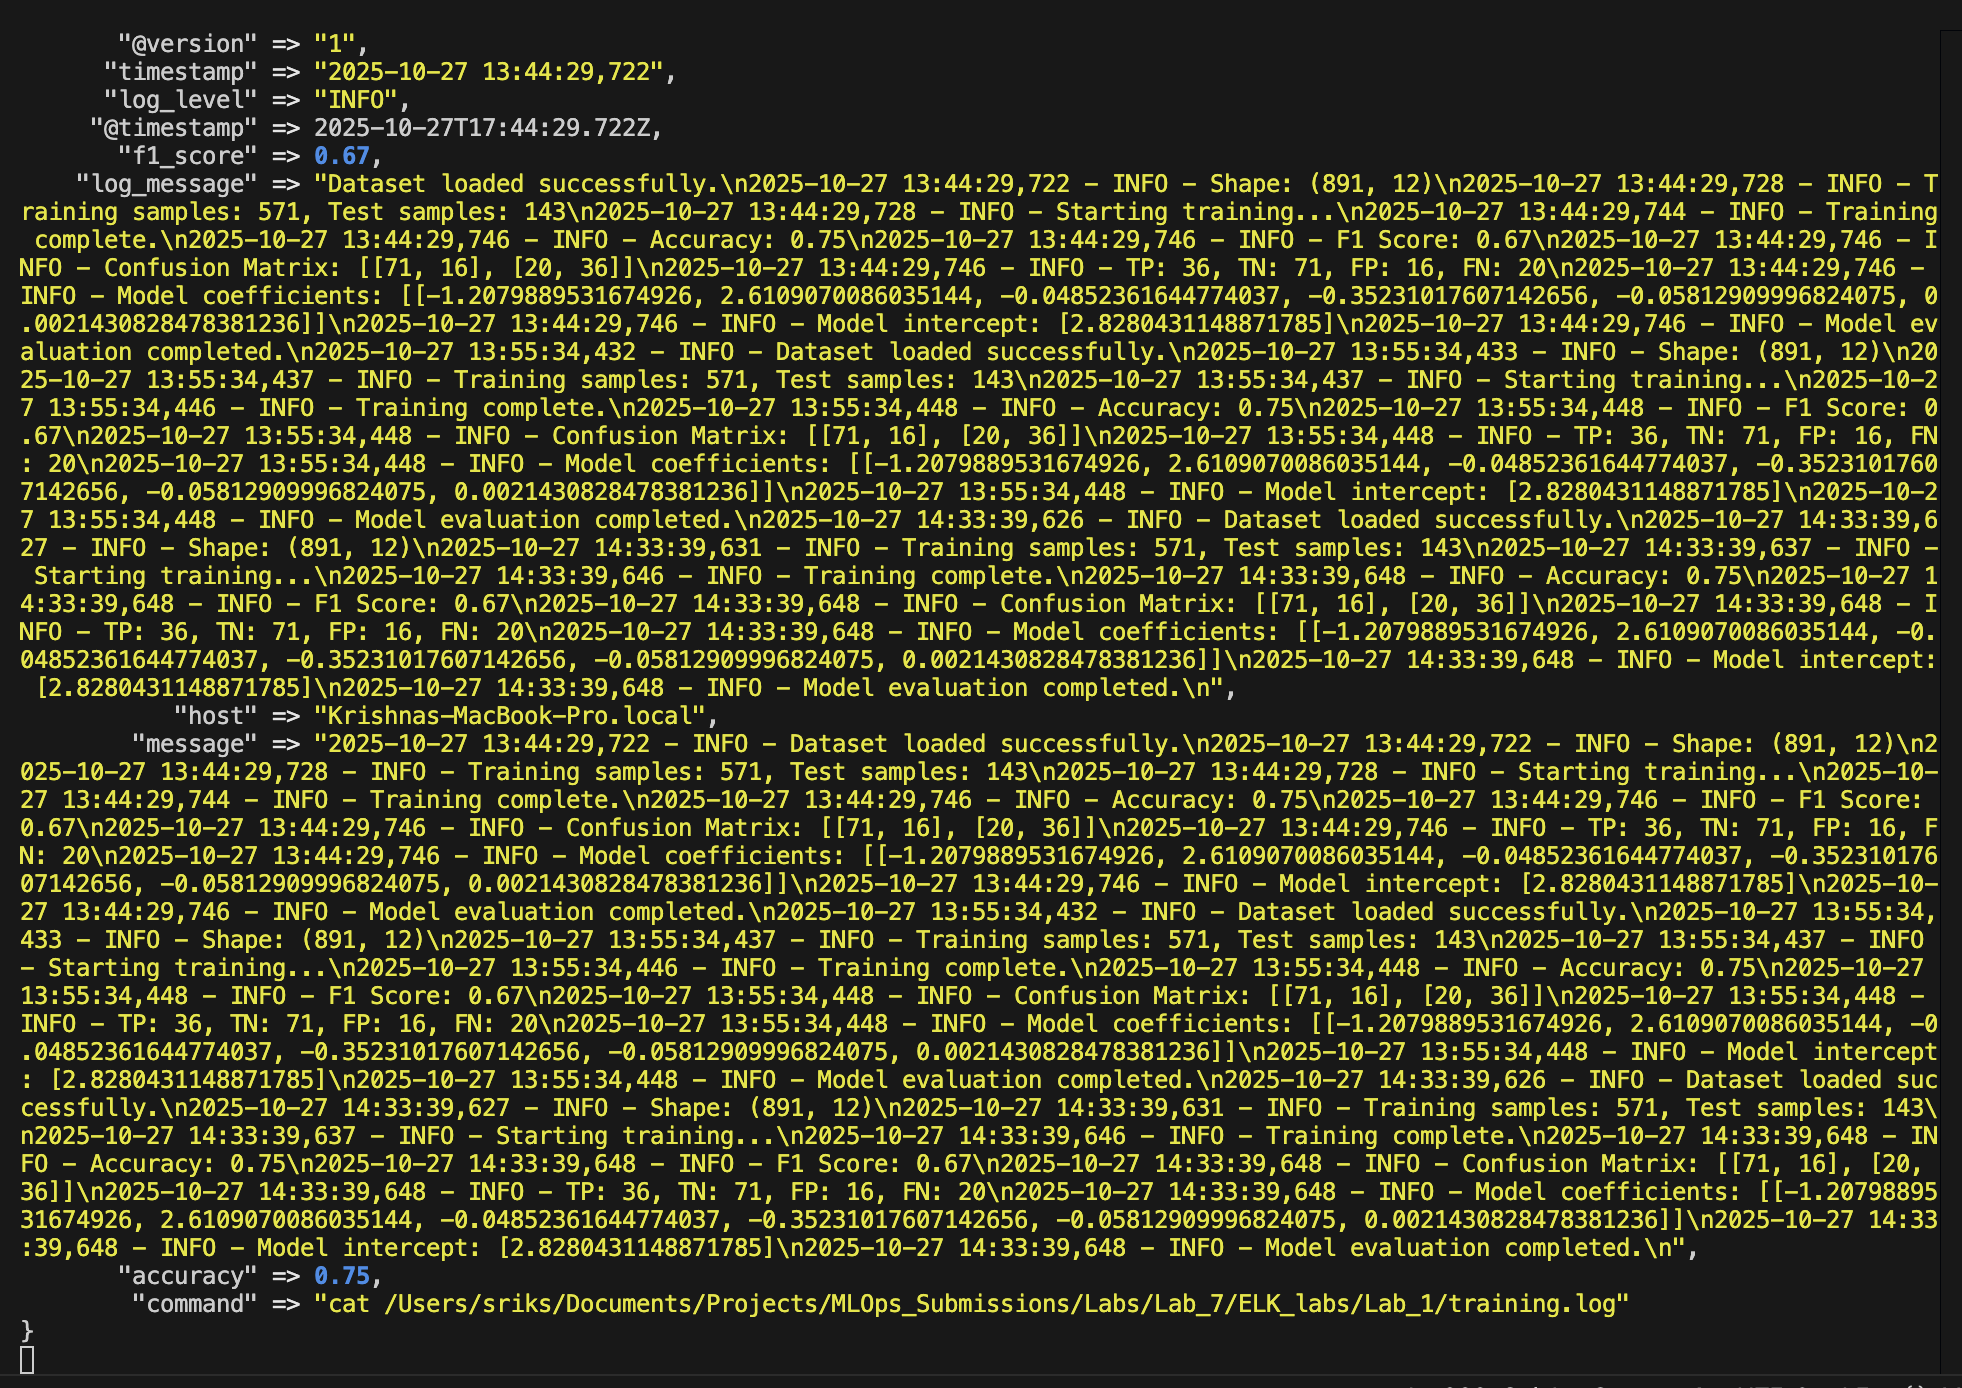 "@version" => "1",
"timestamp" => "2025-10-27 13:44:29,722",
"log_level" => "INFO",
"@timestamp" => 2025-10-27T17:44:29.722Z,
"f1_score" => 0.67,
"log_message" => "Dataset loaded successfully.\n2025-10-27 13:44:29,722 - INFO - Shape: (891, 12)\n2025-10-27 13:44:29,728 - INFO - T
raining samples: 571, Test samples: 143\n2025-10-27 13:44:29,728 - INFO - Starting training...\n2025-10-27 13:44:29,744 - INFO - Training
 complete.\n2025-10-27 13:44:29,746 - INFO - Accuracy: 0.75\n2025-10-27 13:44:29,746 - INFO - F1 Score: 0.67\n2025-10-27 13:44:29,746 - I
NFO - Confusion Matrix: [[71, 16], [20, 36]]\n2025-10-27 13:44:29,746 - INFO - TP: 36, TN: 71, FP: 16, FN: 20\n2025-10-27 13:44:29,746 -
INFO - Model coefficients: [[-1.2079889531674926, 2.6109070086035144, -0.04852361644774037, -0.35231017607142656, -0.05812909996824075, 0
.0021430828478381236]]\n2025-10-27 13:44:29,746 - INFO - Model intercept: [2.8280431148871785]\n2025-10-27 13:44:29,746 - INFO - Model ev
aluation completed.\n2025-10-27 13:55:34,432 - INFO - Dataset loaded successfully.\n2025-10-27 13:55:34,433 - INFO - Shape: (891, 12)\n20
25-10-27 13:55:34,437 - INFO - Training samples: 571, Test samples: 143\n2025-10-27 13:55:34,437 - INFO - Starting training...\n2025-10-2
7 13:55:34,446 - INFO - Training complete.\n2025-10-27 13:55:34,448 - INFO - Accuracy: 0.75\n2025-10-27 13:55:34,448 - INFO - F1 Score: 0
.67\n2025-10-27 13:55:34,448 - INFO - Confusion Matrix: [[71, 16], [20, 36]]\n2025-10-27 13:55:34,448 - INFO - TP: 36, TN: 71, FP: 16, FN
: 20\n2025-10-27 13:55:34,448 - INFO - Model coefficients: [[-1.2079889531674926, 2.6109070086035144, -0.04852361644774037, -0.3523101760
7142656, -0.05812909996824075, 0.0021430828478381236]]\n2025-10-27 13:55:34,448 - INFO - Model intercept: [2.8280431148871785]\n2025-10-2
7 13:55:34,448 - INFO - Model evaluation completed.\n2025-10-27 14:33:39,626 - INFO - Dataset loaded successfully.\n2025-10-27 14:33:39,6
27 - INFO - Shape: (891, 12)\n2025-10-27 14:33:39,631 - INFO - Training samples: 571, Test samples: 143\n2025-10-27 14:33:39,637 - INFO -
 Starting training...\n2025-10-27 14:33:39,646 - INFO - Training complete.\n2025-10-27 14:33:39,648 - INFO - Accuracy: 0.75\n2025-10-27 1
4:33:39,648 - INFO - F1 Score: 0.67\n2025-10-27 14:33:39,648 - INFO - Confusion Matrix: [[71, 16], [20, 36]]\n2025-10-27 14:33:39,648 - I
NFO - TP: 36, TN: 71, FP: 16, FN: 20\n2025-10-27 14:33:39,648 - INFO - Model coefficients: [[-1.2079889531674926, 2.6109070086035144, -0.
04852361644774037, -0.35231017607142656, -0.05812909996824075, 0.0021430828478381236]]\n2025-10-27 14:33:39,648 - INFO - Model intercept:
 [2.8280431148871785]\n2025-10-27 14:33:39,648 - INFO - Model evaluation completed.\n",
"host" => "Krishnas-MacBook-Pro.local",
"message" => "2025-10-27 13:44:29,722 - INFO - Dataset loaded successfully.\n2025-10-27 13:44:29,722 - INFO - Shape: (891, 12)\n2
025-10-27 13:44:29,728 - INFO - Training samples: 571, Test samples: 143\n2025-10-27 13:44:29,728 - INFO - Starting training...\n2025-10-
27 13:44:29,744 - INFO - Training complete.\n2025-10-27 13:44:29,746 - INFO - Accuracy: 0.75\n2025-10-27 13:44:29,746 - INFO - F1 Score:
0.67\n2025-10-27 13:44:29,746 - INFO - Confusion Matrix: [[71, 16], [20, 36]]\n2025-10-27 13:44:29,746 - INFO - TP: 36, TN: 71, FP: 16, F
N: 20\n2025-10-27 13:44:29,746 - INFO - Model coefficients: [[-1.2079889531674926, 2.6109070086035144, -0.04852361644774037, -0.352310176
07142656, -0.05812909996824075, 0.0021430828478381236]]\n2025-10-27 13:44:29,746 - INFO - Model intercept: [2.8280431148871785]\n2025-10-
27 13:44:29,746 - INFO - Model evaluation completed.\n2025-10-27 13:55:34,432 - INFO - Dataset loaded successfully.\n2025-10-27 13:55:34,
433 - INFO - Shape: (891, 12)\n2025-10-27 13:55:34,437 - INFO - Training samples: 571, Test samples: 143\n2025-10-27 13:55:34,437 - INFO
- Starting training...\n2025-10-27 13:55:34,446 - INFO - Training complete.\n2025-10-27 13:55:34,448 - INFO - Accuracy: 0.75\n2025-10-27
13:55:34,448 - INFO - F1 Score: 0.67\n2025-10-27 13:55:34,448 - INFO - Confusion Matrix: [[71, 16], [20, 36]]\n2025-10-27 13:55:34,448 -
INFO - TP: 36, TN: 71, FP: 16, FN: 20\n2025-10-27 13:55:34,448 - INFO - Model coefficients: [[-1.2079889531674926, 2.6109070086035144, -0
.04852361644774037, -0.35231017607142656, -0.05812909996824075, 0.0021430828478381236]]\n2025-10-27 13:55:34,448 - INFO - Model intercept
: [2.8280431148871785]\n2025-10-27 13:55:34,448 - INFO - Model evaluation completed.\n2025-10-27 14:33:39,626 - INFO - Dataset loaded suc
cessfully.\n2025-10-27 14:33:39,627 - INFO - Shape: (891, 12)\n2025-10-27 14:33:39,631 - INFO - Training samples: 571, Test samples: 143\
n2025-10-27 14:33:39,637 - INFO - Starting training...\n2025-10-27 14:33:39,646 - INFO - Training complete.\n2025-10-27 14:33:39,648 - IN
FO - Accuracy: 0.75\n2025-10-27 14:33:39,648 - INFO - F1 Score: 0.67\n2025-10-27 14:33:39,648 - INFO - Confusion Matrix: [[71, 16], [20,
36]]\n2025-10-27 14:33:39,648 - INFO - TP: 36, TN: 71, FP: 16, FN: 20\n2025-10-27 14:33:39,648 - INFO - Model coefficients: [[-1.20798895
31674926, 2.6109070086035144, -0.04852361644774037, -0.35231017607142656, -0.05812909996824075, 0.0021430828478381236]]\n2025-10-27 14:33
:39,648 - INFO - Model intercept: [2.8280431148871785]\n2025-10-27 14:33:39,648 - INFO - Model evaluation completed.\n",
"accuracy" => 0.75,
"command" => "cat /Users/sriks/Documents/Projects/MLOps_Submissions/Labs/Lab_7/ELK_labs/Lab_1/training.log"
}